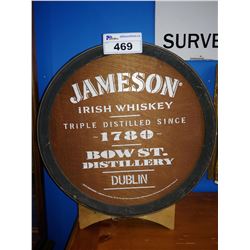 469
SURVE
JAMESON
IRISH WHISKEY
TRIPLE DISTILLED SINCE
1780
BOW ST.
DISTILLERY
DUBLIN